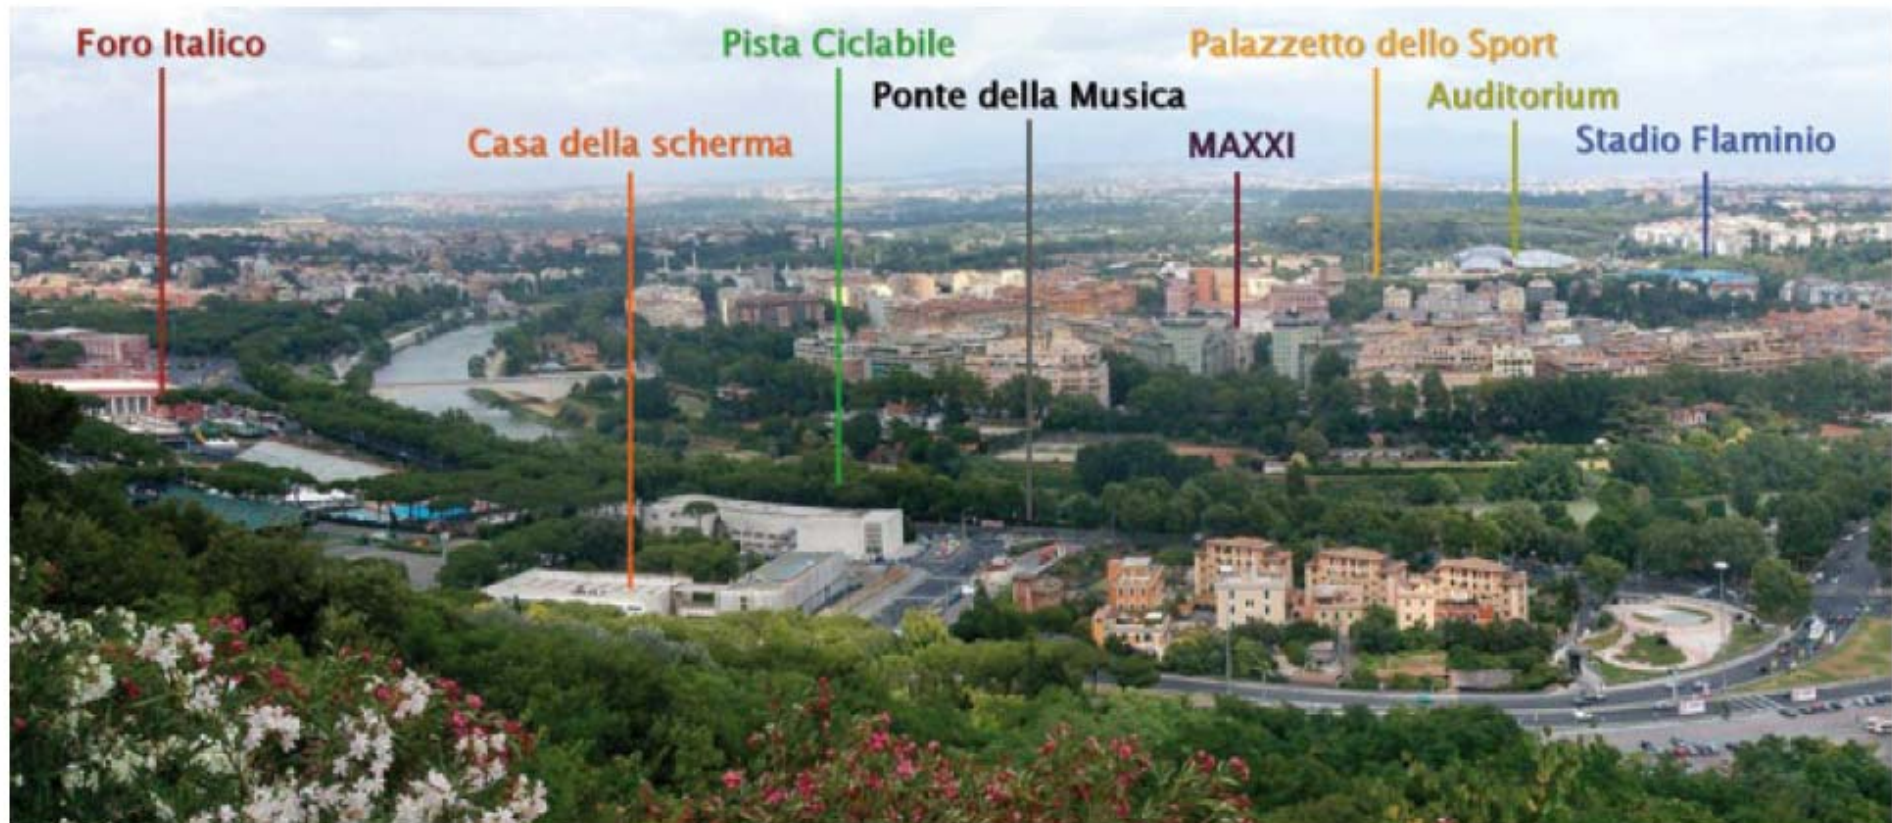 Foro Italico
Pista Ciclabile
Palazzetto dello Sport
Ponte della Musica
Auditorium
Casa della scherma
MAXXI
Stadio Flaminio